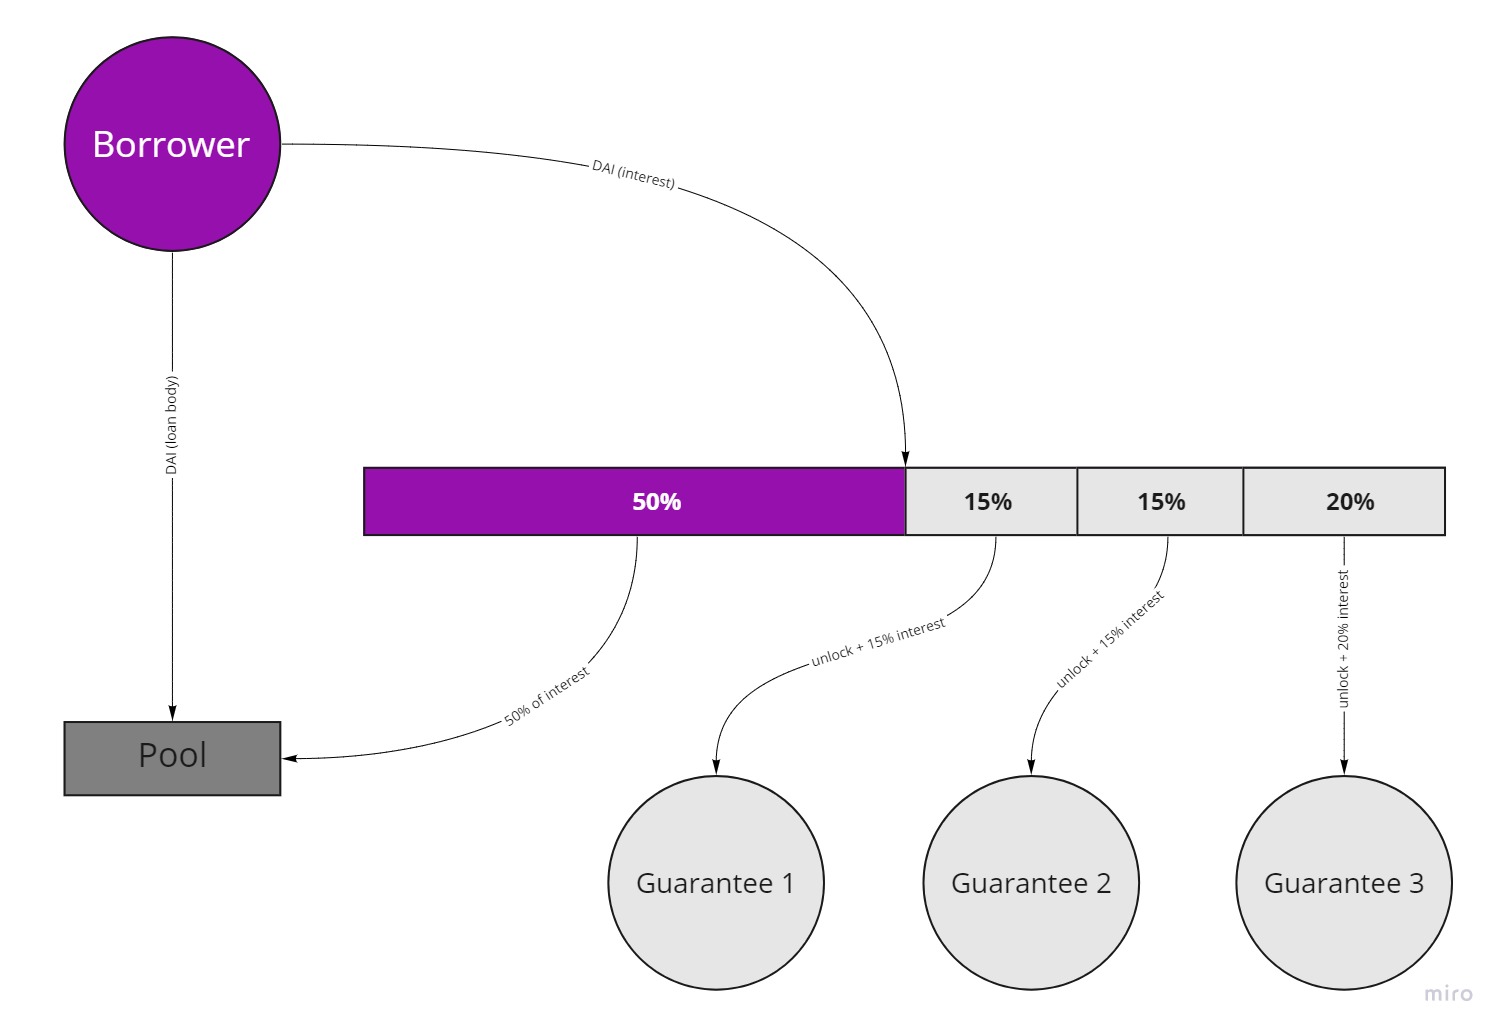 Borrower
DAI (interest)
DAI (loan body)
50%
15%
15%
20%
50% of interest
unlock + 15% interest
unlock + 15% interest
unlock + 20% interest
Pool
Guarantee 1
Guarantee 2
Guarantee 3
miro